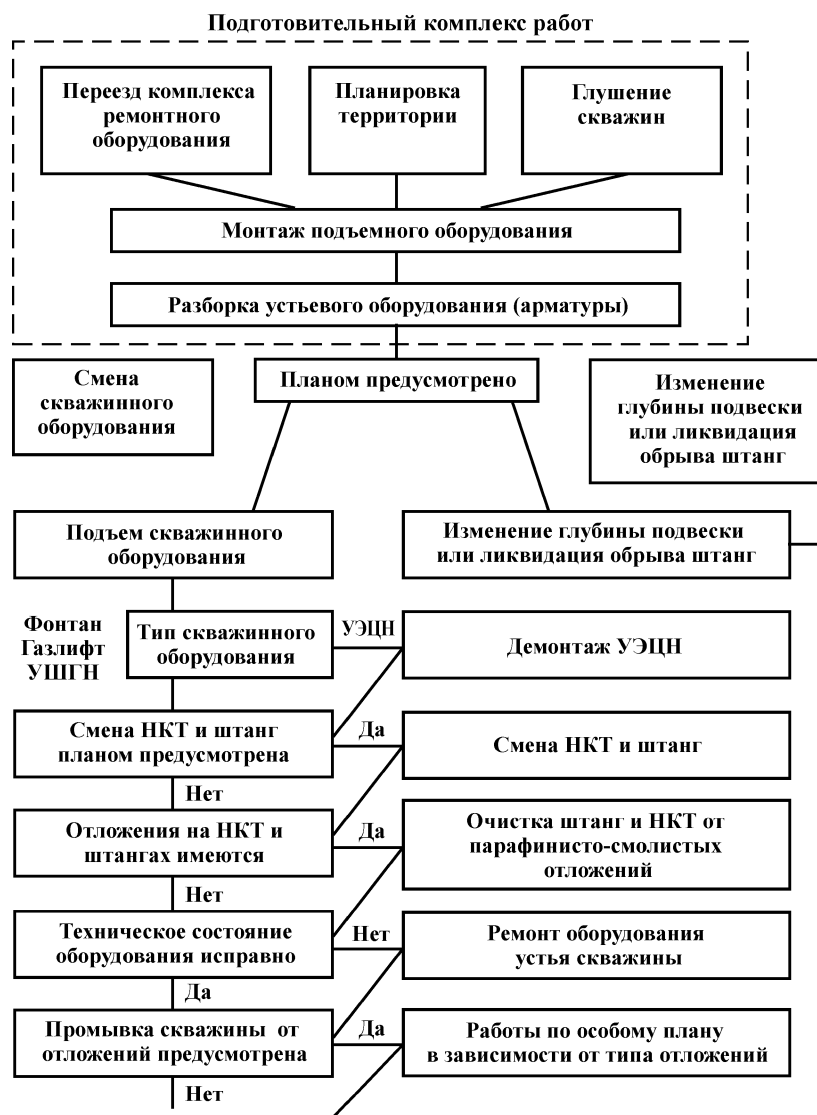 Подготовительный комплекс работ
Переезд комплекса
ремонтного
оборудования
Планировка
территории
Глушение
скважин
Монтаж подъемного оборудования
Разборка устьевого оборудования (арматуры)
Смена
скважинного
оборудования
Планом предусмотрено
Изменение
глубины подвески
или ликвидация
обрыва штанг
Подъем скважинного
оборудования
Изменение глубины подвески
или ликвидация обрыва штанг
Фонтан
Газлифт
УШГН
Тип скважинного
оборудования
УЭЦН
Демонтаж УЭЦН
Смена НКТ и штанг
планом предусмотрена
Да
Смена НКТ и штанг
Нет
Отложения на НКТ и
штангах имеются
Да
Очистка штанг и НКТ от
парафинисто-смолистых
отложений
Нет
Техническое состояние
оборудования исправно
Нет
Ремонт оборудования
устья скважины
Да
Промывка скважины от
отложений предусмотрена
Да
Работы по особому плану
в зависимости от типа отложений
Нет